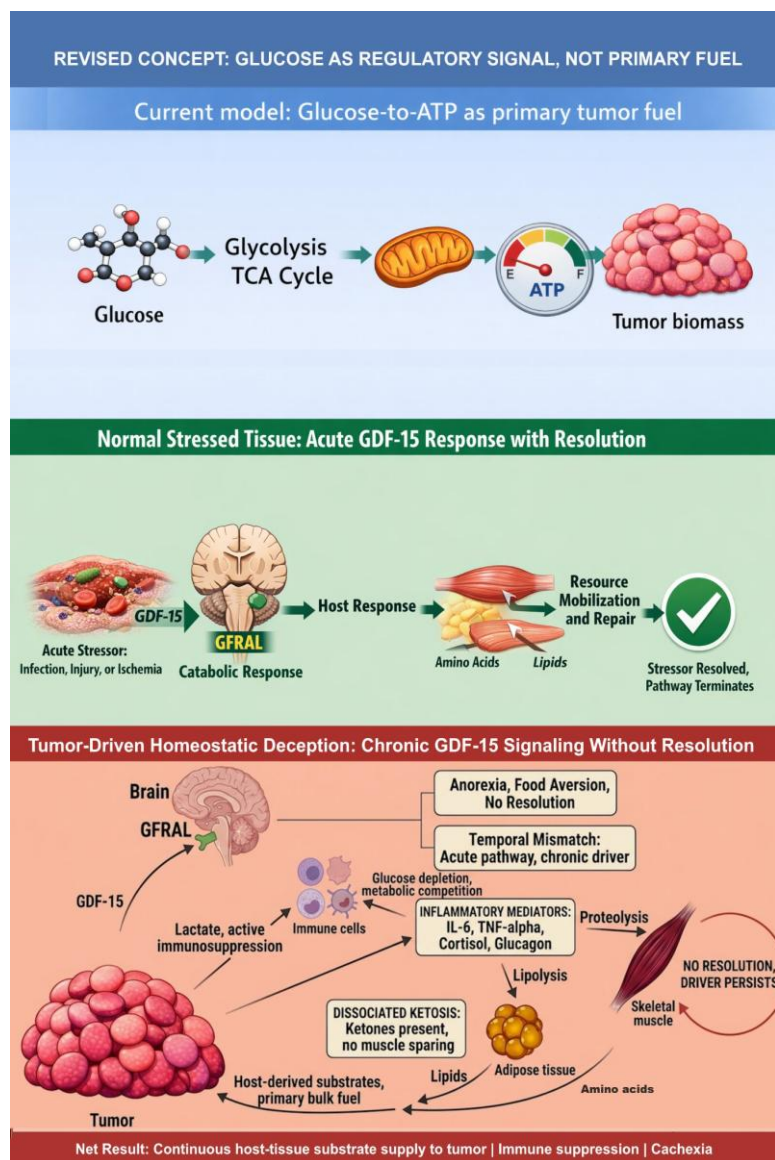 REVISED CONCEPT: GLUCOSE AS REGULATORY SIGNAL, NOT PRIMARY FUEL
Current model: Glucose-to-ATP as primary tumor fuel
Glycolysis
TCA Cycle
Glucose
E
F
ATP
Tumor biomass
Normal Stressed Tissue: Acute GDF-15 Response with Resolution
GDF-15
Acute Stressor:
Infection, Injury, or Ischemia
GFRAL
Catabolic Response
Host Response
Amino Acids
Lipids
Resource
Mobilization
and Repair
Stressor Resolved,
Pathway Terminates
Tumor-Driven Homeostatic Deception: Chronic GDF-15 Signaling Without Resolution
Brain
GFRAL
GDF-15
Anorexia, Food Aversion,
No Resolution
Temporal Mismatch:
Acute pathway, chronic driver
Glucose depletion,
metabolic competition
Immune cells
Lactate, active
immunosuppression
INFLAMMATORY MEDIATORS:
IL-6, TNF-alpha,
Cortisol, Glucagon
Proteolysis
Lipolysis
NO RESOLUTION,
DRIVER PERSISTS
Skeletal
muscle
DISSOCIATED KETOSIS:
Ketones present,
no muscle sparing
Adipose tissue
Lipids
Amino acids
Host-derived substrates,
primary bulk fuel
Tumor
Net Result: Continuous host-tissue substrate supply to tumor | Immune suppression | Cachexia